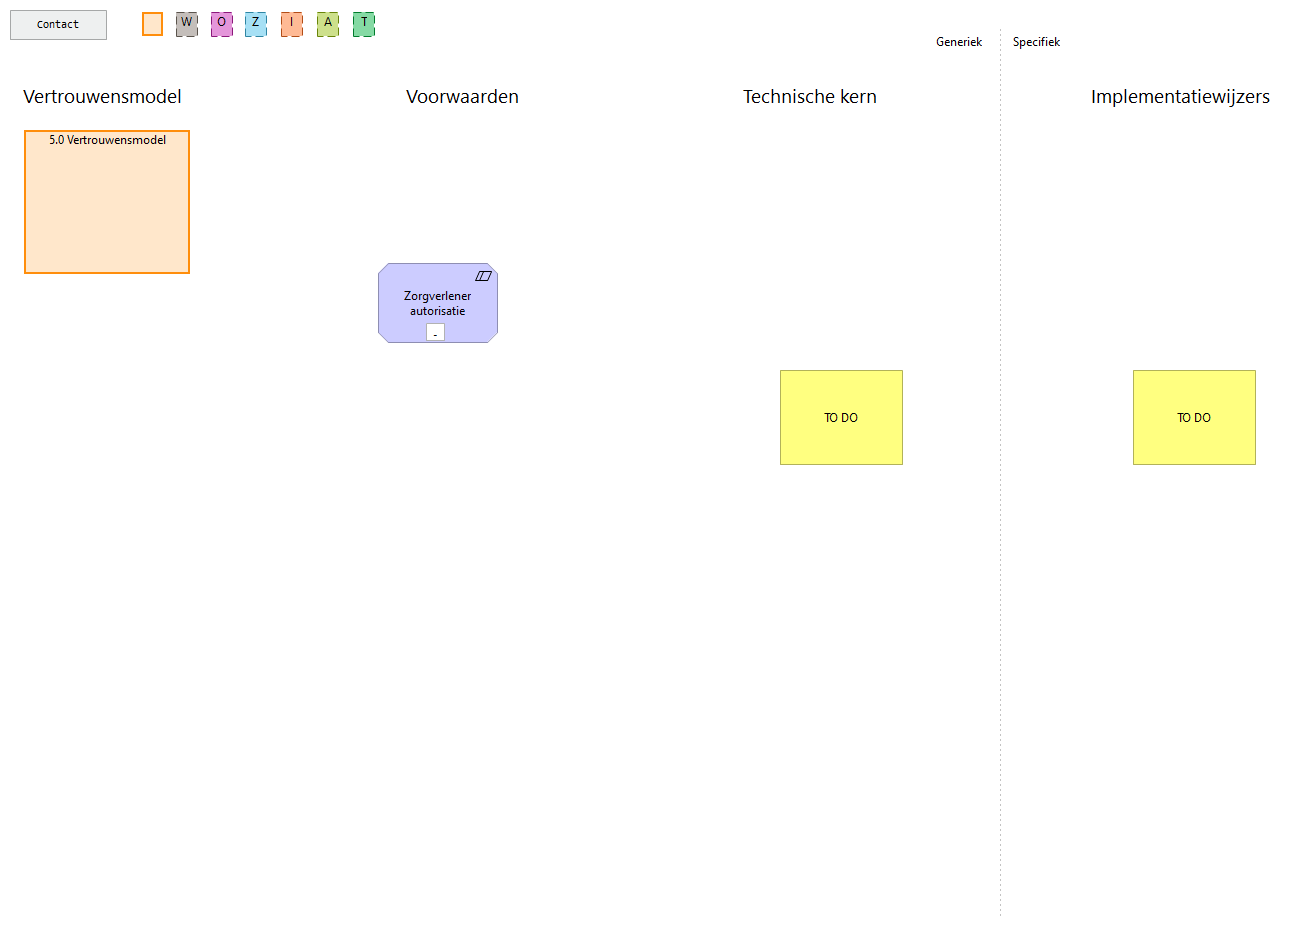 Contact
W O Z I A T
Generiek
Specifiek
Vertrouwensmodel
Voorwaarden
Technische kern
Implementatiewijzers
5.0 Vertrouwensmodel
Zorgverlener
autorisatie
-
TO DO
TO DO